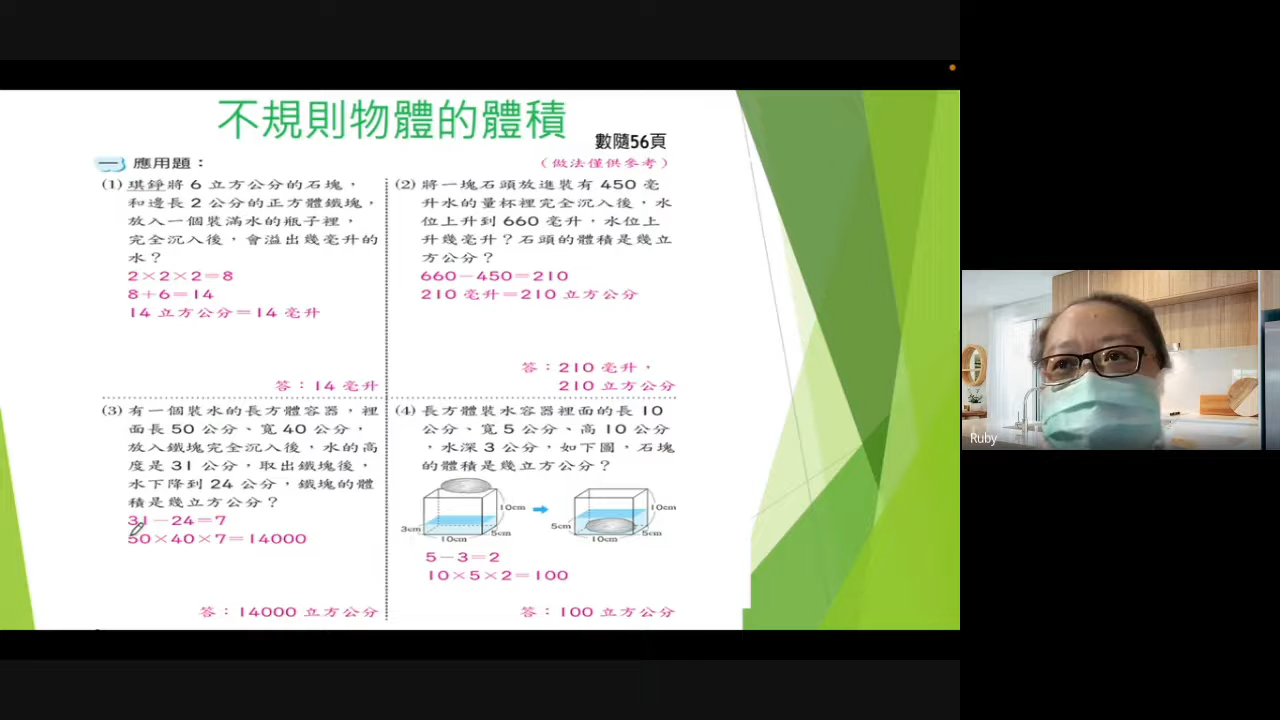 不規則物體的體積
數隨56頁
一 應用題：
（做法僅供參考）
(1) 琪錚將 6 立方公分的石塊，
和邊長 2 公分的正方體鐵塊，
放入一個裝滿水的瓶子裡，
完全沉入後，會溢出幾毫升的
水？
2×2×2＝8
8＋6＝14
14 立方公分＝14 毫升
答：14 毫升
(2) 將一塊石頭放進裝有 450 毫
升水的量杯裡完全沉入後，水
位上升到 660 毫升，水位上
升幾毫升？石頭的體積是幾立
方公分？
660－450＝210
210 毫升＝210 立方公分
答：210 毫升，
210 立方公分
(3) 有一個裝水的長方體容器，裡
面長 50 公分、寬 40 公分，
放入鐵塊完全沉入後，水的高
度是 31 公分，取出鐵塊後，
水下降到 24 公分，鐵塊的體
積是幾立方公分？
31－24＝7
50×40×7＝14000
答：14000 立方公分
(4) 長方體裝水容器裡面的長 10
公分、寬 5 公分、高 10 公分
，水深 3 公分，如下圖，石塊
的體積是幾立方公分？
10cm
3cm
5cm
10cm
10cm
5cm
5cm
10cm
5－3＝2
10×5×2＝100
答：100 立方公分
Ruby